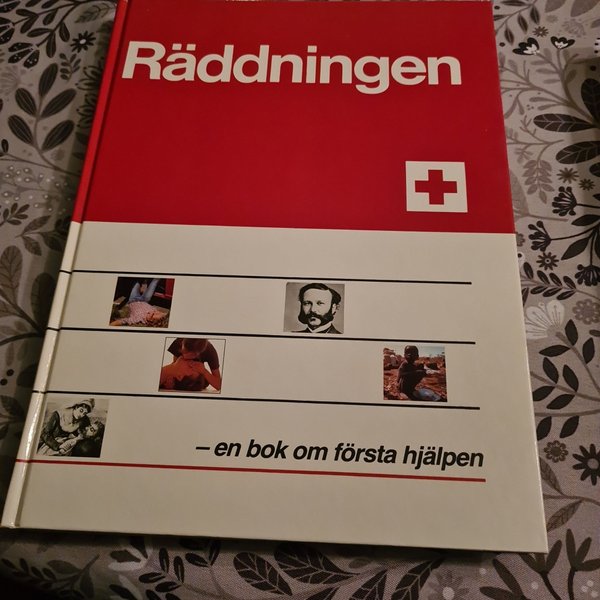 Räddningen
– en bok om första hjälpen